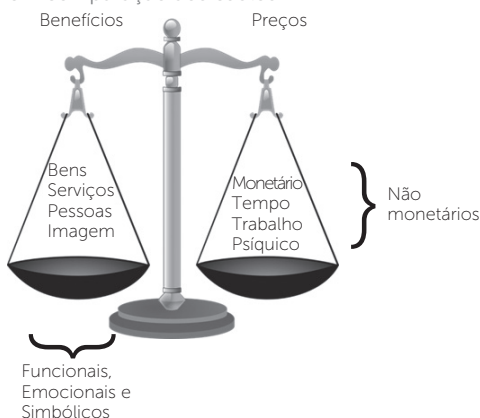 Benefícios
Preços
Bens
Serviços
Pessoas
Imagem
Monetário
Tempo
Trabalho
Psíquico
Não
monetários
Funcionais,
Emocionais e
Simbólicos